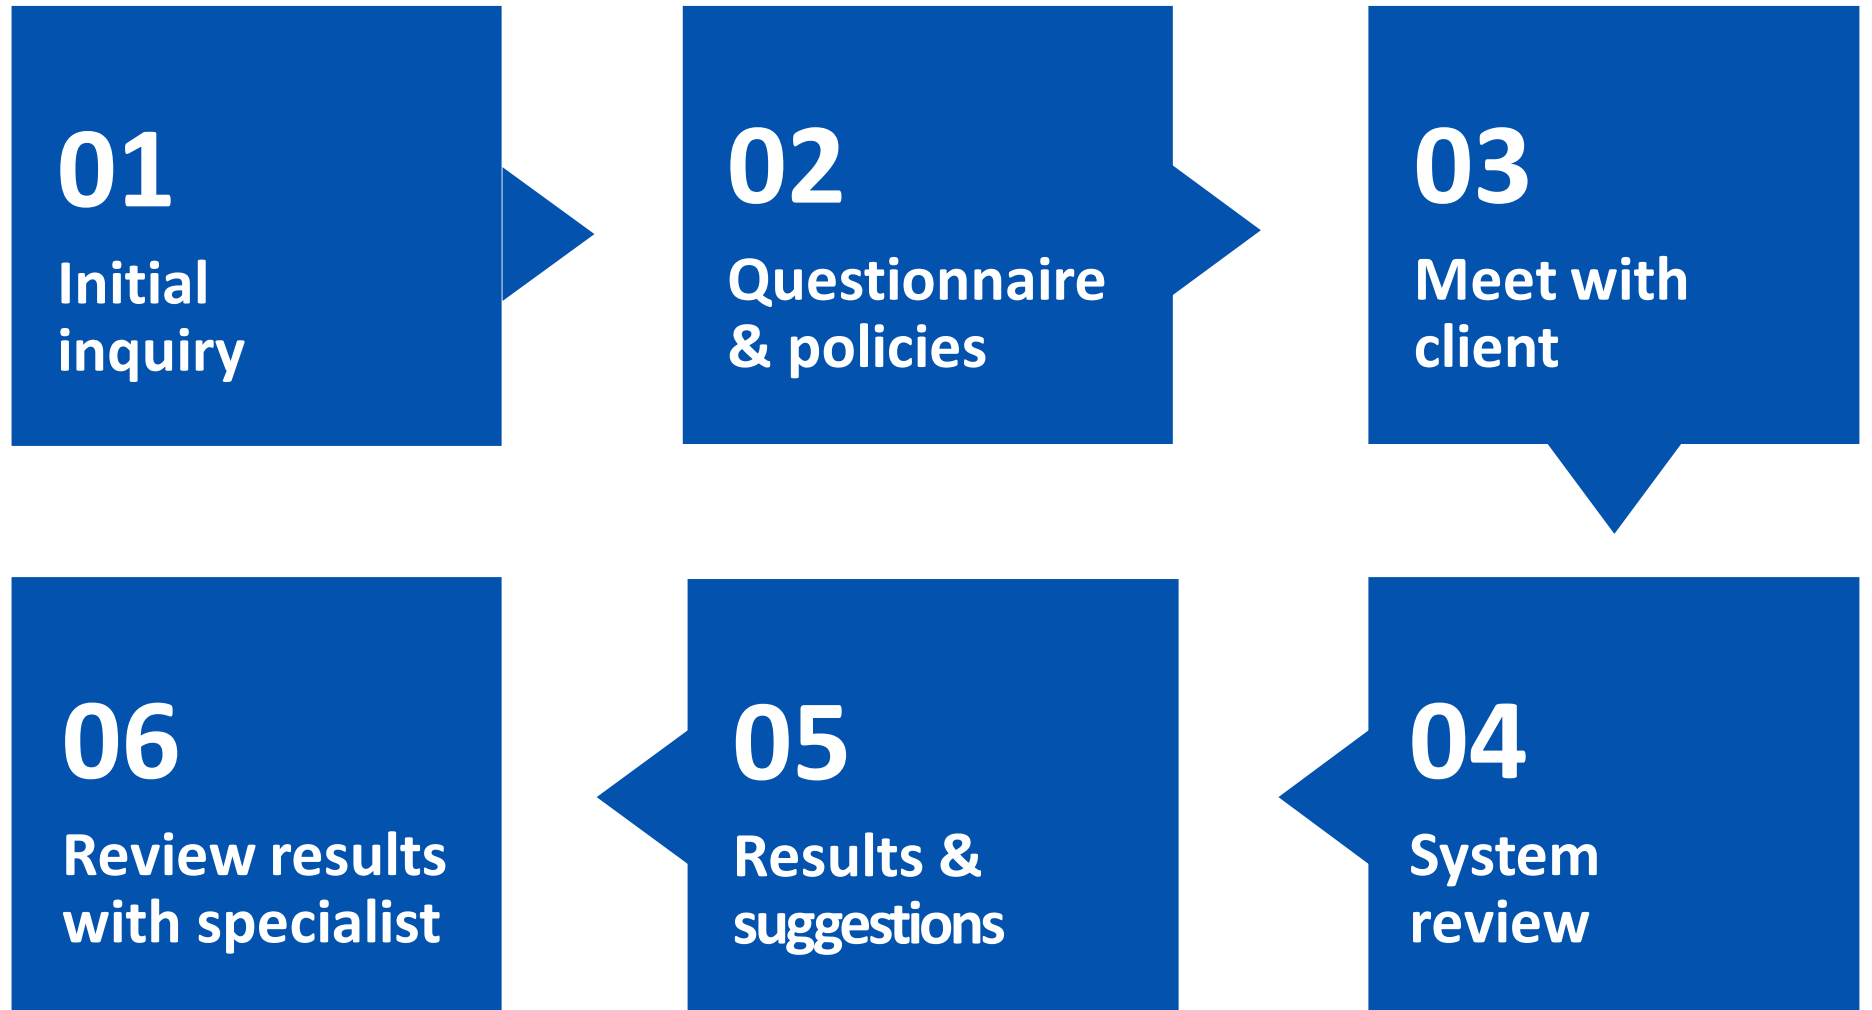 01
Initial
inquiry
02
Questionnaire
& policies
03
Meet with
client
04
System
review
05
Results &
suggestions
06
Review results
with specialist